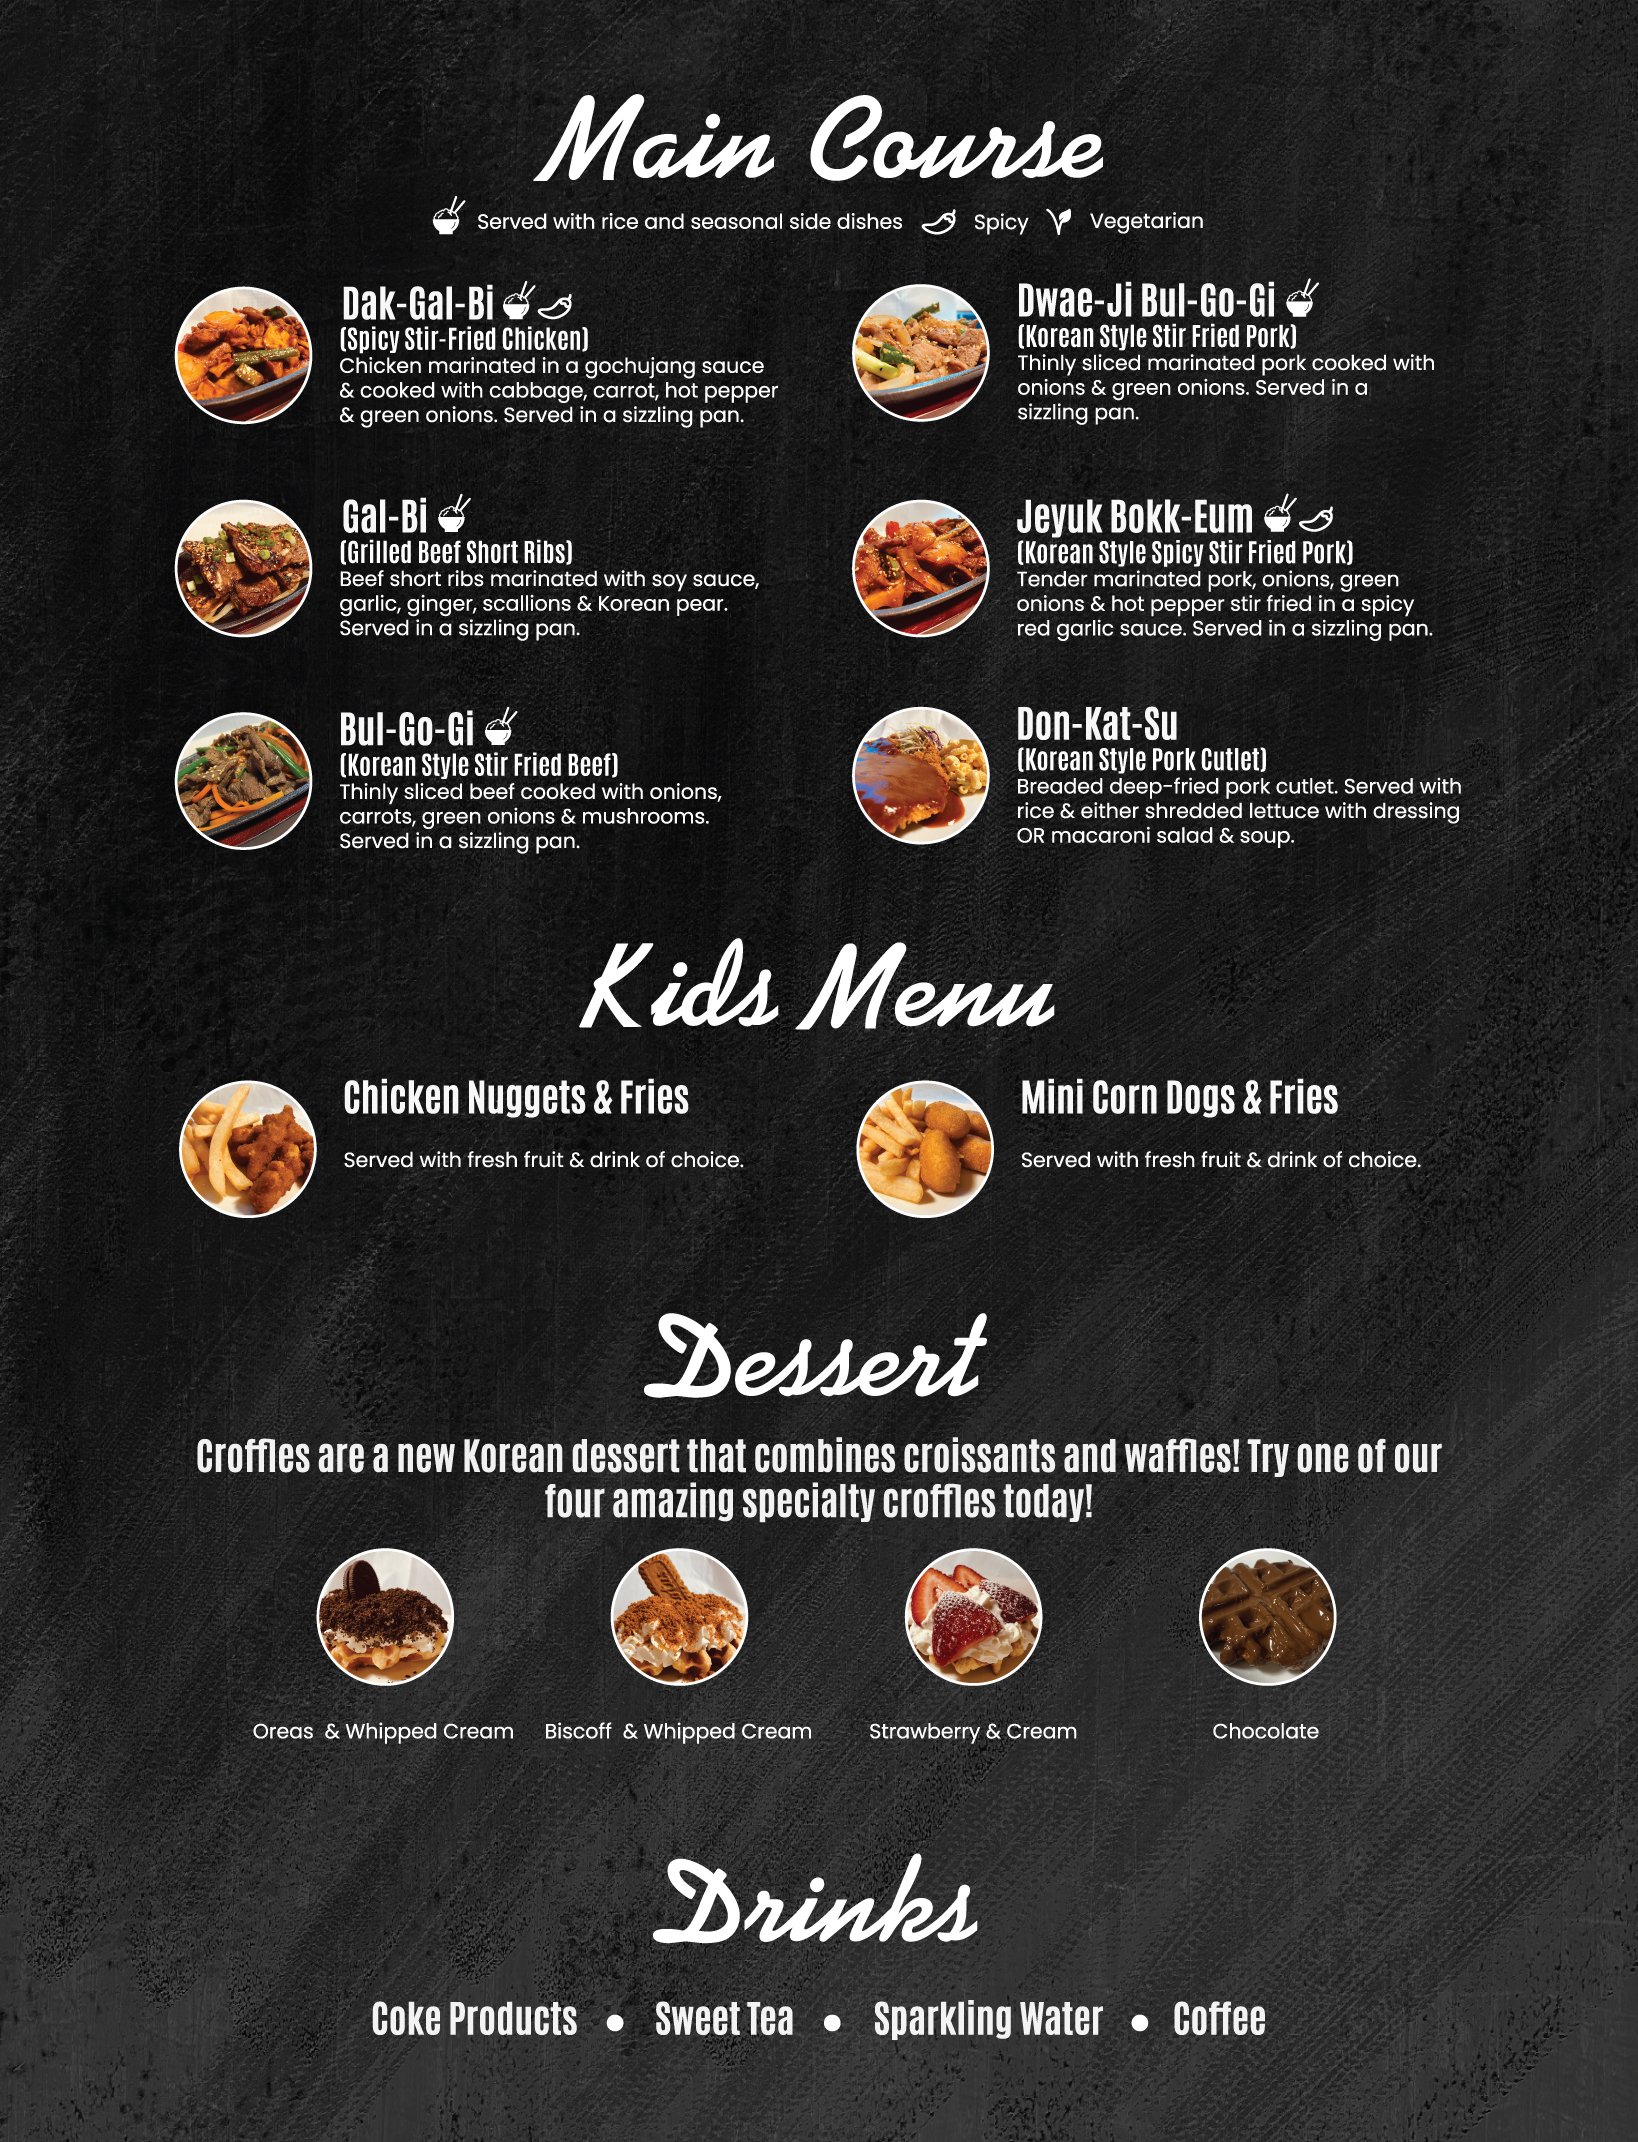 Main Course
Served with rice and seasonal side dishes Spicy Vegetarian
Dak-Gal-Bi
(Spicy Stir-Fried Chicken)
Chicken marinated in a gochujang sauce
& cooked with cabbage, carrot, hot pepper
& green onions. Served in a sizzling pan.
Dwae-Ji Bul-Go-Gi
(Korean Style Stir Fried Pork)
Thinly sliced marinated pork cooked with
onions & green onions. Served in a
sizzling pan.
Gal-Bi
(Grilled Beef Short Ribs)
Beef short ribs marinated with soy sauce,
garlic, ginger, scallions & Korean pear.
Served in a sizzling pan.
Jeyuk Bokk-Eum
(Korean Style Spicy Stir Fried Pork)
Tender marinated pork, onions, green
onions & hot pepper stir fried in a spicy
red garlic sauce. Served in a sizzling pan.
Bul-Go-Gi
(Korean Style Stir Fried Beef)
Thinly sliced beef cooked with onions,
carrots, green onions & mushrooms.
Served in a sizzling pan.
Don-Kat-Su
(Korean Style Pork Cutlet)
Breaded deep-fried pork cutlet. Served with
rice & either shredded lettuce with dressing
OR macaroni salad & soup.
Kids Menu
Chicken Nuggets & Fries
Served with fresh fruit & drink of choice.
Mini Corn Dogs & Fries
Served with fresh fruit & drink of choice.
Dessert
Croffles are a new Korean dessert that combines croissants and waffles! Try one of our
four amazing specialty croffles today!
Oreas & Whipped Cream
Biscoff & Whipped Cream
Strawberry & Cream
Chocolate
Drinks
Coke Products • Sweet Tea • Sparkling Water • Coffee